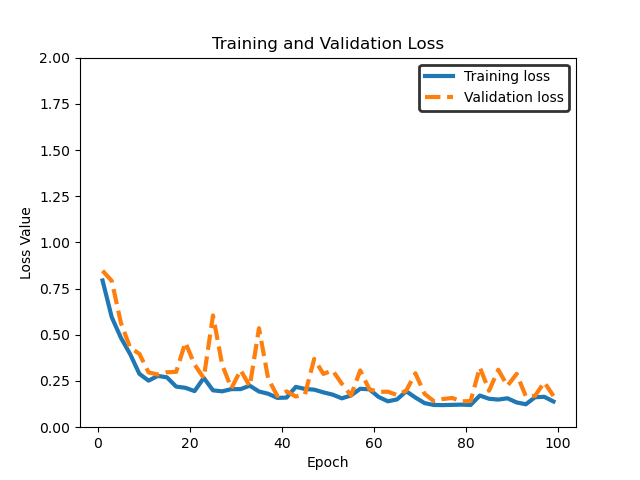 Training and Validation Loss
2.00
1.75
1.50
1.25
1.00
0.75
0.50
0.25
0.00
Loss Value
Training loss
Validation loss
0 20 40 60 80 100
Epoch